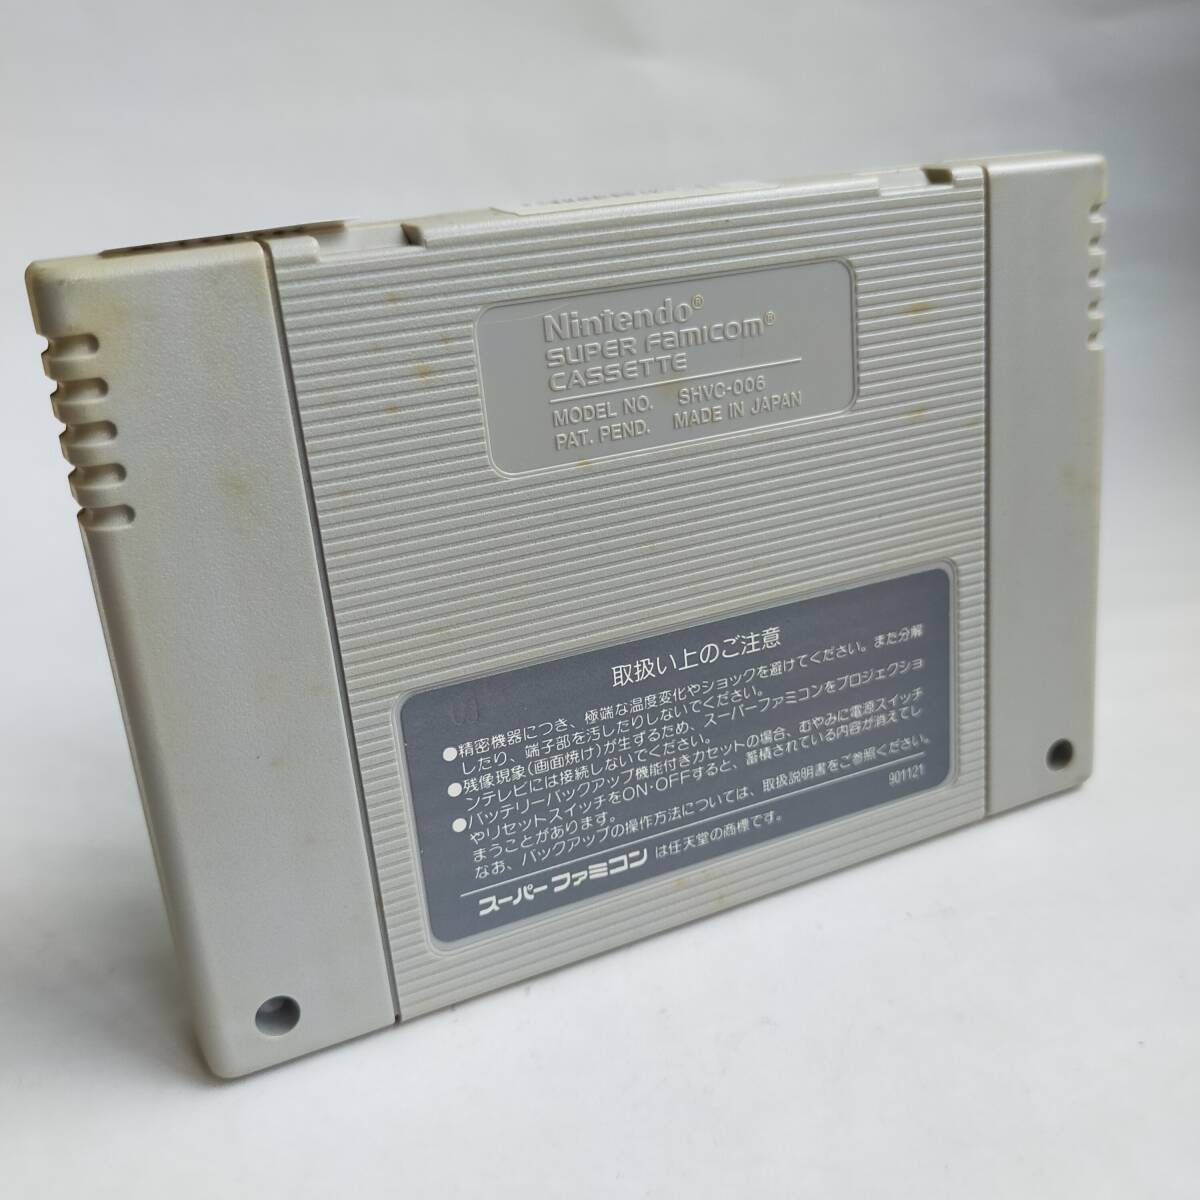 Nintendo®
SUPER Famicom®
CASSETTE
MODEL NO. SHVC-006
PAT. PEND. MADE IN JAPAN
取扱い上のご注意
●精密機器につき、極端な温度変化やショックを避けてください。また分解
したり、端子部を汚したりしないでください。
●残像現象(画面焼け)が生ずるため、スーパーファミコンをプロジェクショ
ンテレビには接続しないでください。
●バッテリーバックアップ機能付きカセットの場合、むやみに電源スイッチ
やリセットスイッチをON・OFFすると、蓄積されている内容が消えてし
まうことがあります。
なお、バックアップの操作方法については、取扱説明書をご参照ください。
901121
スーパーファミコン は任天堂の商標です。